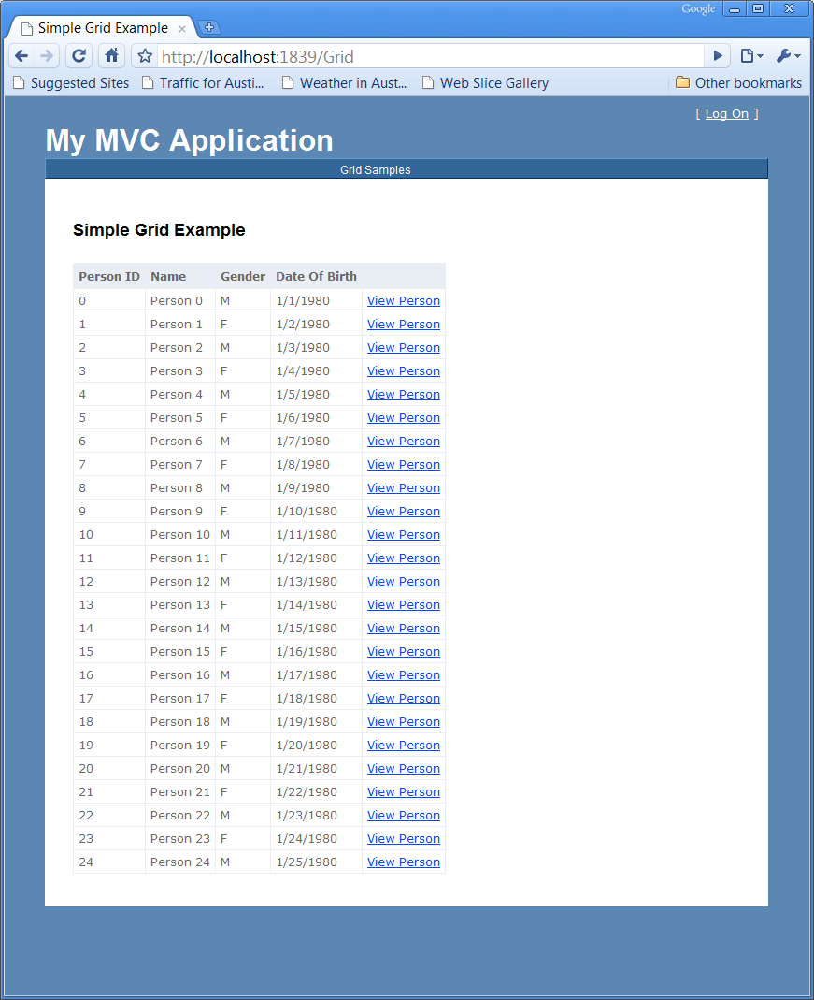 Google
Simple Grid Example
http://localhost:1839/Grid
Suggested Sites Traffic for Austi... Weather in Aust... Web Slice Gallery Other bookmarks
[ Log On ]
My MVC Application
Grid Samples
Simple Grid Example
Person ID Name Gender Date Of Birth
0 Person 0 M 1/1/1980 View Person
1 Person 1 F 1/2/1980 View Person
2 Person 2 M 1/3/1980 View Person
3 Person 3 F 1/4/1980 View Person
4 Person 4 M 1/5/1980 View Person
5 Person 5 F 1/6/1980 View Person
6 Person 6 M 1/7/1980 View Person
7 Person 7 F 1/8/1980 View Person
8 Person 8 M 1/9/1980 View Person
9 Person 9 F 1/10/1980 View Person
10 Person 10 M 1/11/1980 View Person
11 Person 11 F 1/12/1980 View Person
12 Person 12 M 1/13/1980 View Person
13 Person 13 F 1/14/1980 View Person
14 Person 14 M 1/15/1980 View Person
15 Person 15 F 1/16/1980 View Person
16 Person 16 M 1/17/1980 View Person
17 Person 17 F 1/18/1980 View Person
18 Person 18 M 1/19/1980 View Person
19 Person 19 F 1/20/1980 View Person
20 Person 20 M 1/21/1980 View Person
21 Person 21 F 1/22/1980 View Person
22 Person 22 M 1/23/1980 View Person
23 Person 23 F 1/24/1980 View Person
24 Person 24 M 1/25/1980 View Person